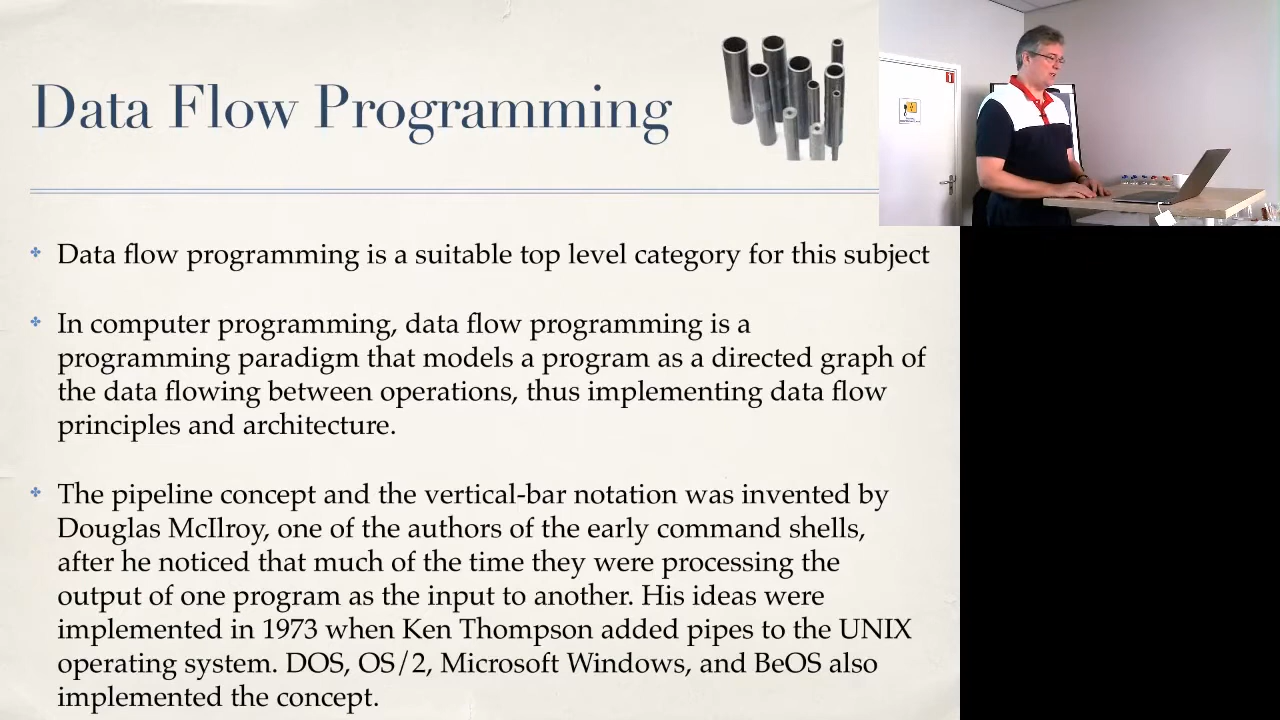 Data Flow Programming
Data flow programming is a suitable top level category for this subject
In computer programming, data flow programming is a
programming paradigm that models a program as a directed graph of
the data flowing between operations, thus implementing data flow
principles and architecture.
The pipeline concept and the vertical-bar notation was invented by
Douglas McIlroy, one of the authors of the early command shells,
after he noticed that much of the time they were processing the
output of one program as the input to another. His ideas were
implemented in 1973 when Ken Thompson added pipes to the UNIX
operating system. DOS, OS/2, Microsoft Windows, and BeOS also
implemented the concept.